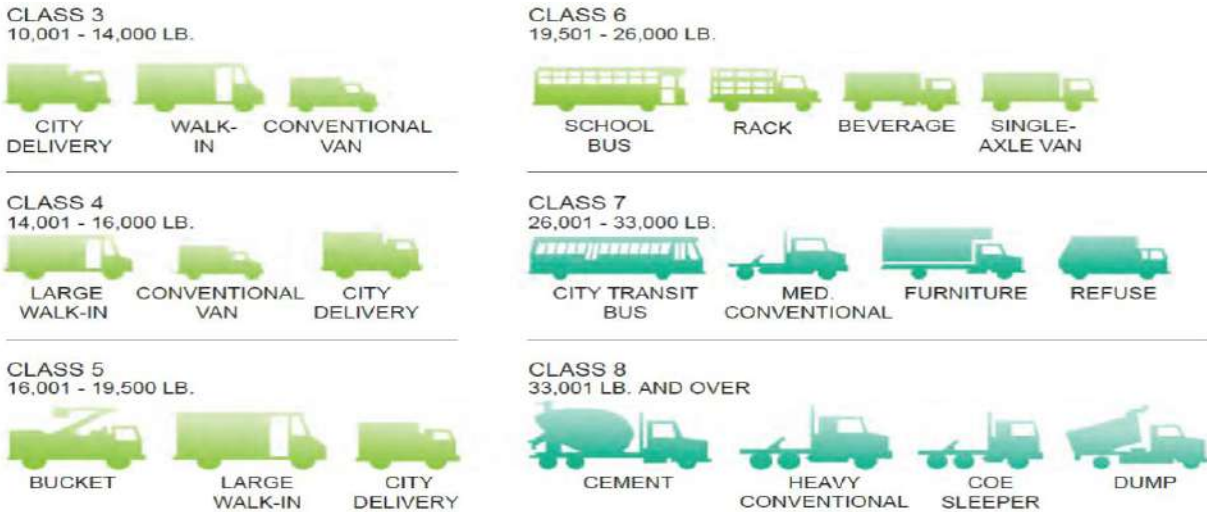 CLASS 3
10,001 - 14,000 LB.
CITY
DELIVERY
WALK-
IN
CONVENTIONAL
VAN
CLASS 4
14,001 - 16,000 LB.
LARGE
WALK-IN
CONVENTIONAL
VAN
CITY
DELIVERY
CLASS 5
16,001 - 19,500 LB.
BUCKET
LARGE
WALK-IN
CITY
DELIVERY
CLASS 6
19,501 - 26,000 LB.
SCHOOL
BUS
RACK
BEVERAGE
SINGLE-
AXLE VAN
CLASS 7
26,001 - 33,000 LB.
CITY TRANSIT
BUS
MED.
CONVENTIONAL
FURNITURE
REFUSE
CLASS 8
33,001 LB. AND OVER
CEMENT
HEAVY
CONVENTIONAL
COE
SLEEPER
DUMP